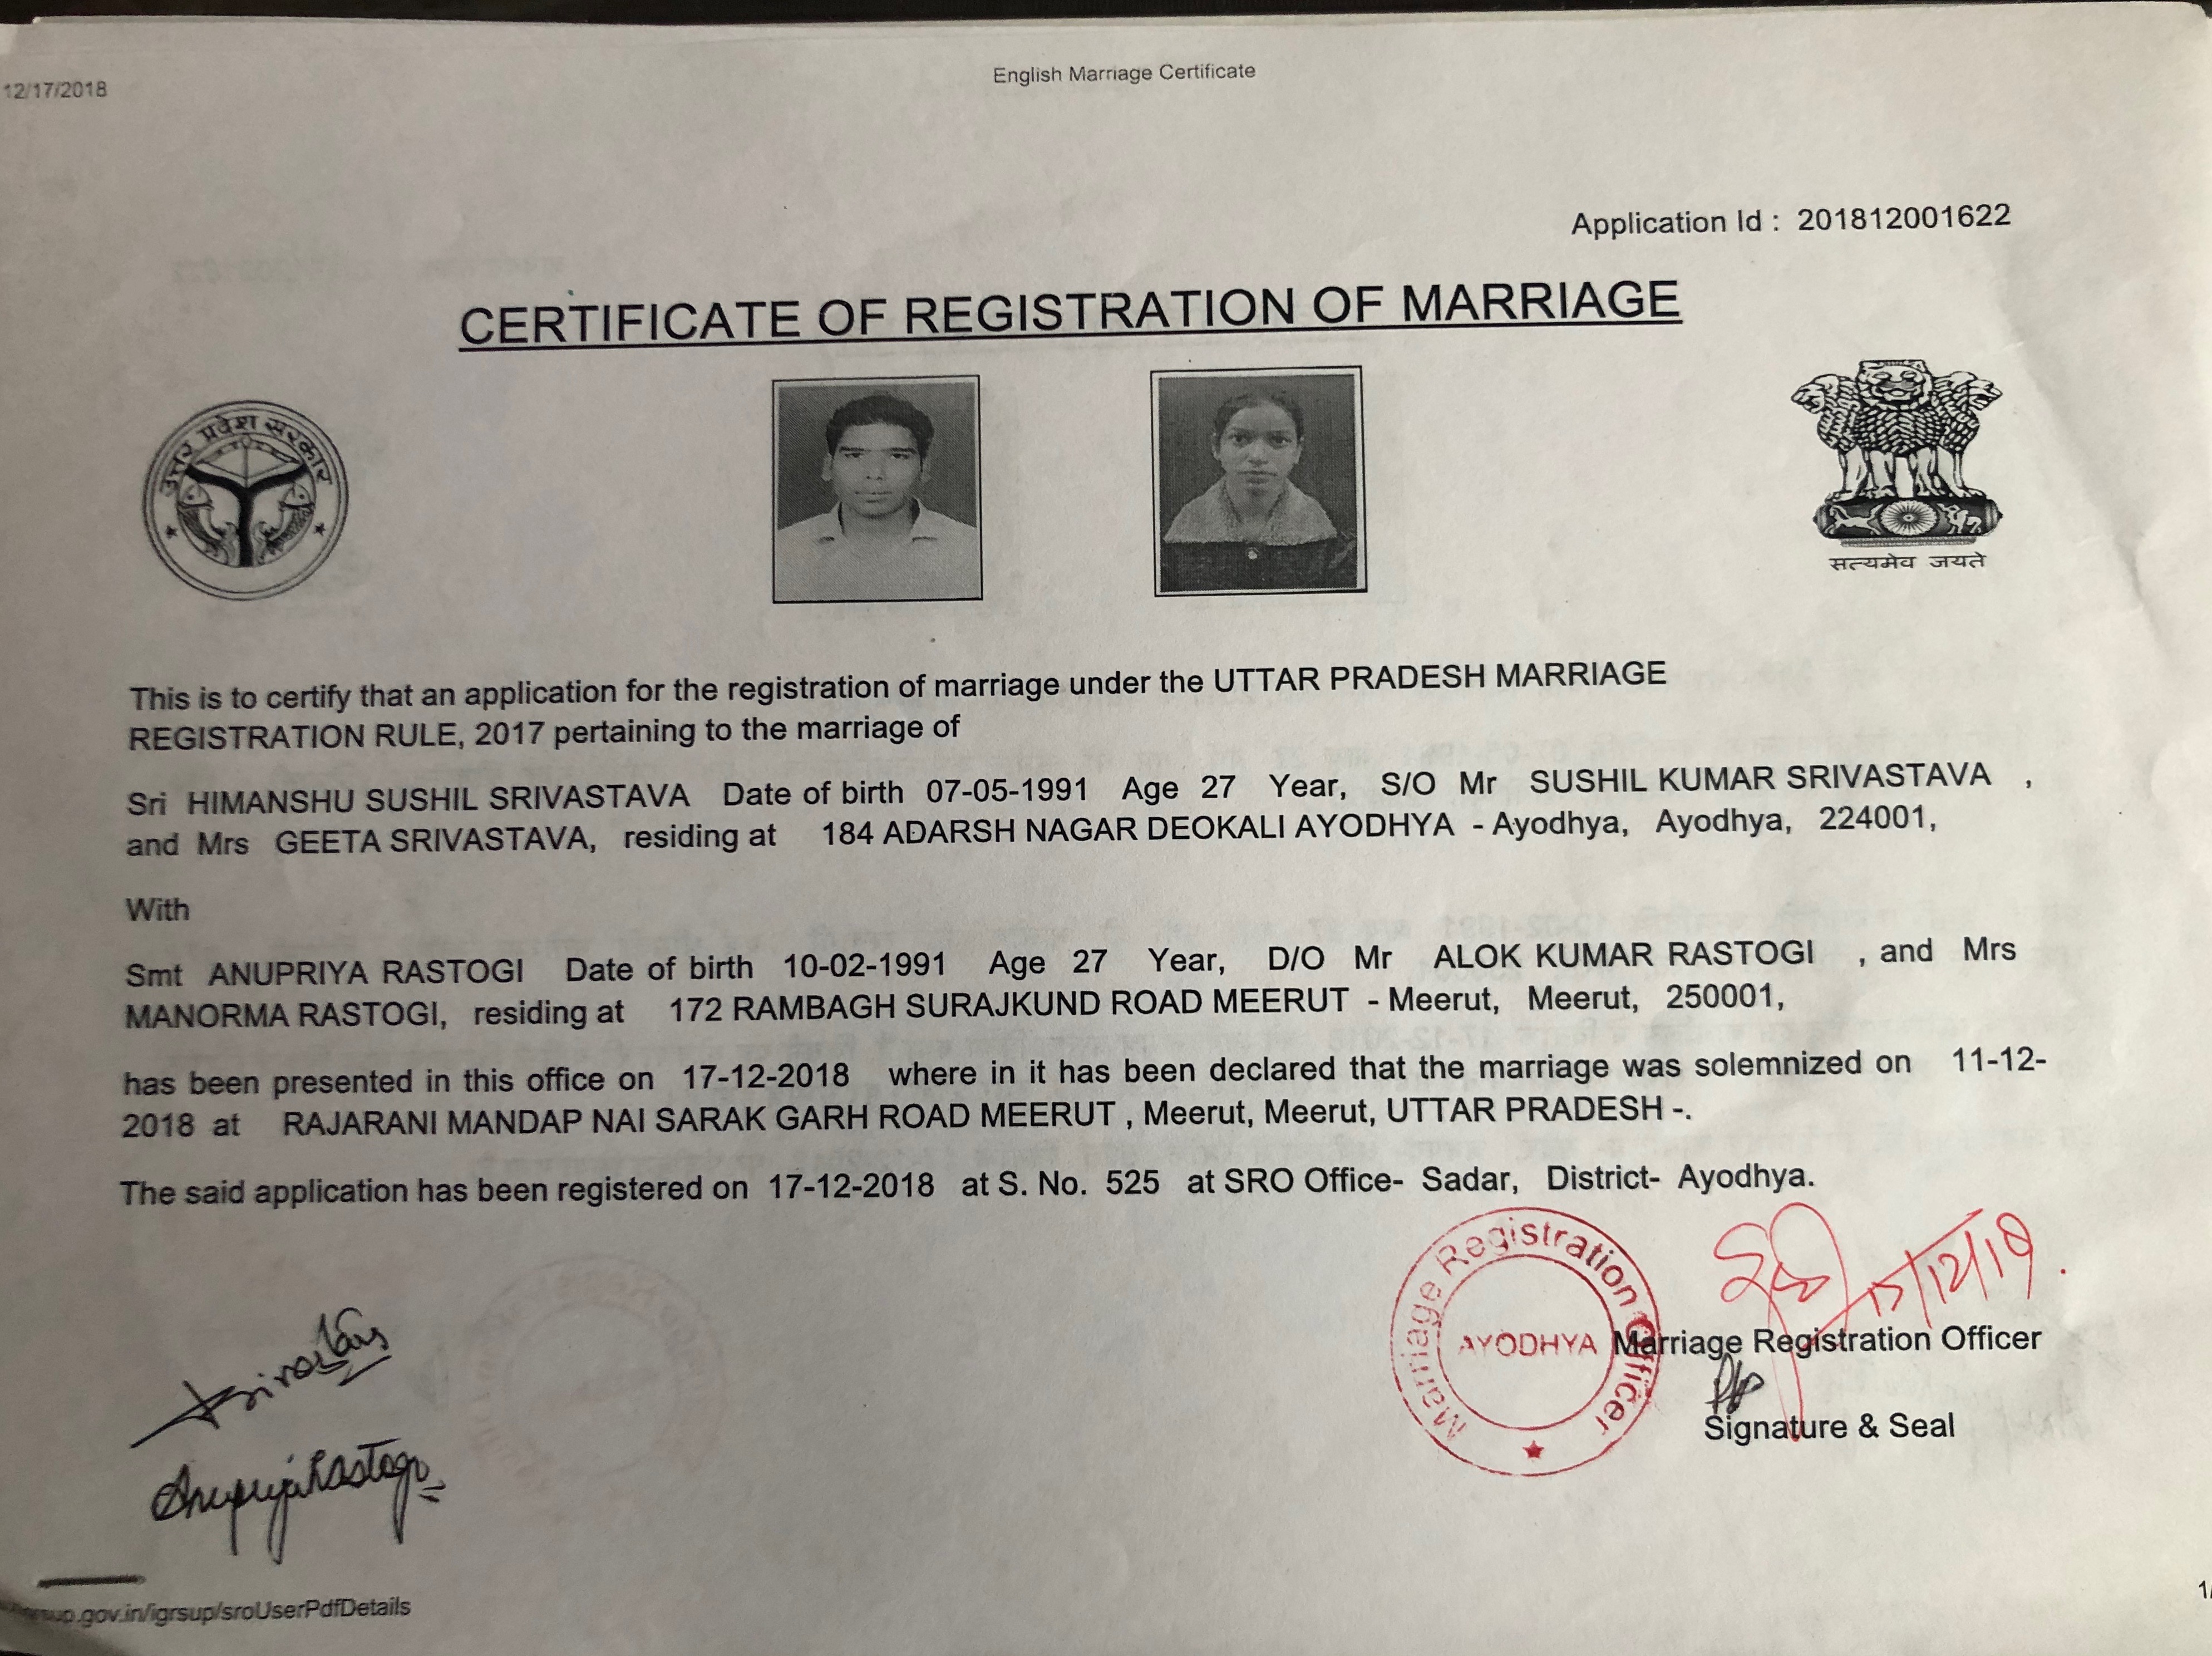 12/17/2018
English Marriage Certificate
Application Id : 201812001622
CERTIFICATE OF REGISTRATION OF MARRIAGE
उत्तर प्रदेश सरकार
सत्यमेव जयते
This is to certify that an application for the registration of marriage under the UTTAR PRADESH MARRIAGE
REGISTRATION RULE, 2017 pertaining to the marriage of
Sri HIMANSHU SUSHIL SRIVASTAVA Date of birth 07-05-1991 Age 27 Year, S/O Mr SUSHIL KUMAR SRIVASTAVA ,
and Mrs GEETA SRIVASTAVA, residing at 184 ADARSH NAGAR DEOKALI AYODHYA - Ayodhya, Ayodhya, 224001,
With
Smt ANUPRIYA RASTOGI Date of birth 10-02-1991 Age 27 Year, D/O Mr ALOK KUMAR RASTOGI , and Mrs
MANORMA RASTOGI, residing at 172 RAMBAGH SURAJKUND ROAD MEERUT - Meerut, Meerut, 250001,
has been presented in this office on 17-12-2018 where in it has been declared that the marriage was solemnized on 11-12-
2018 at RAJARANI MANDAP NAI SARAK GARH ROAD MEERUT , Meerut, Meerut, UTTAR PRADESH -.
The said application has been registered on 17-12-2018 at S. No. 525 at SRO Office- Sadar, District- Ayodhya.
Marriage Registration Officer
AYODHYA
Marriage Registration Officer
Signature & Seal
Anupriya Rastogi
sup.gov.in/igrsup/sroUserPdfDetails
1/